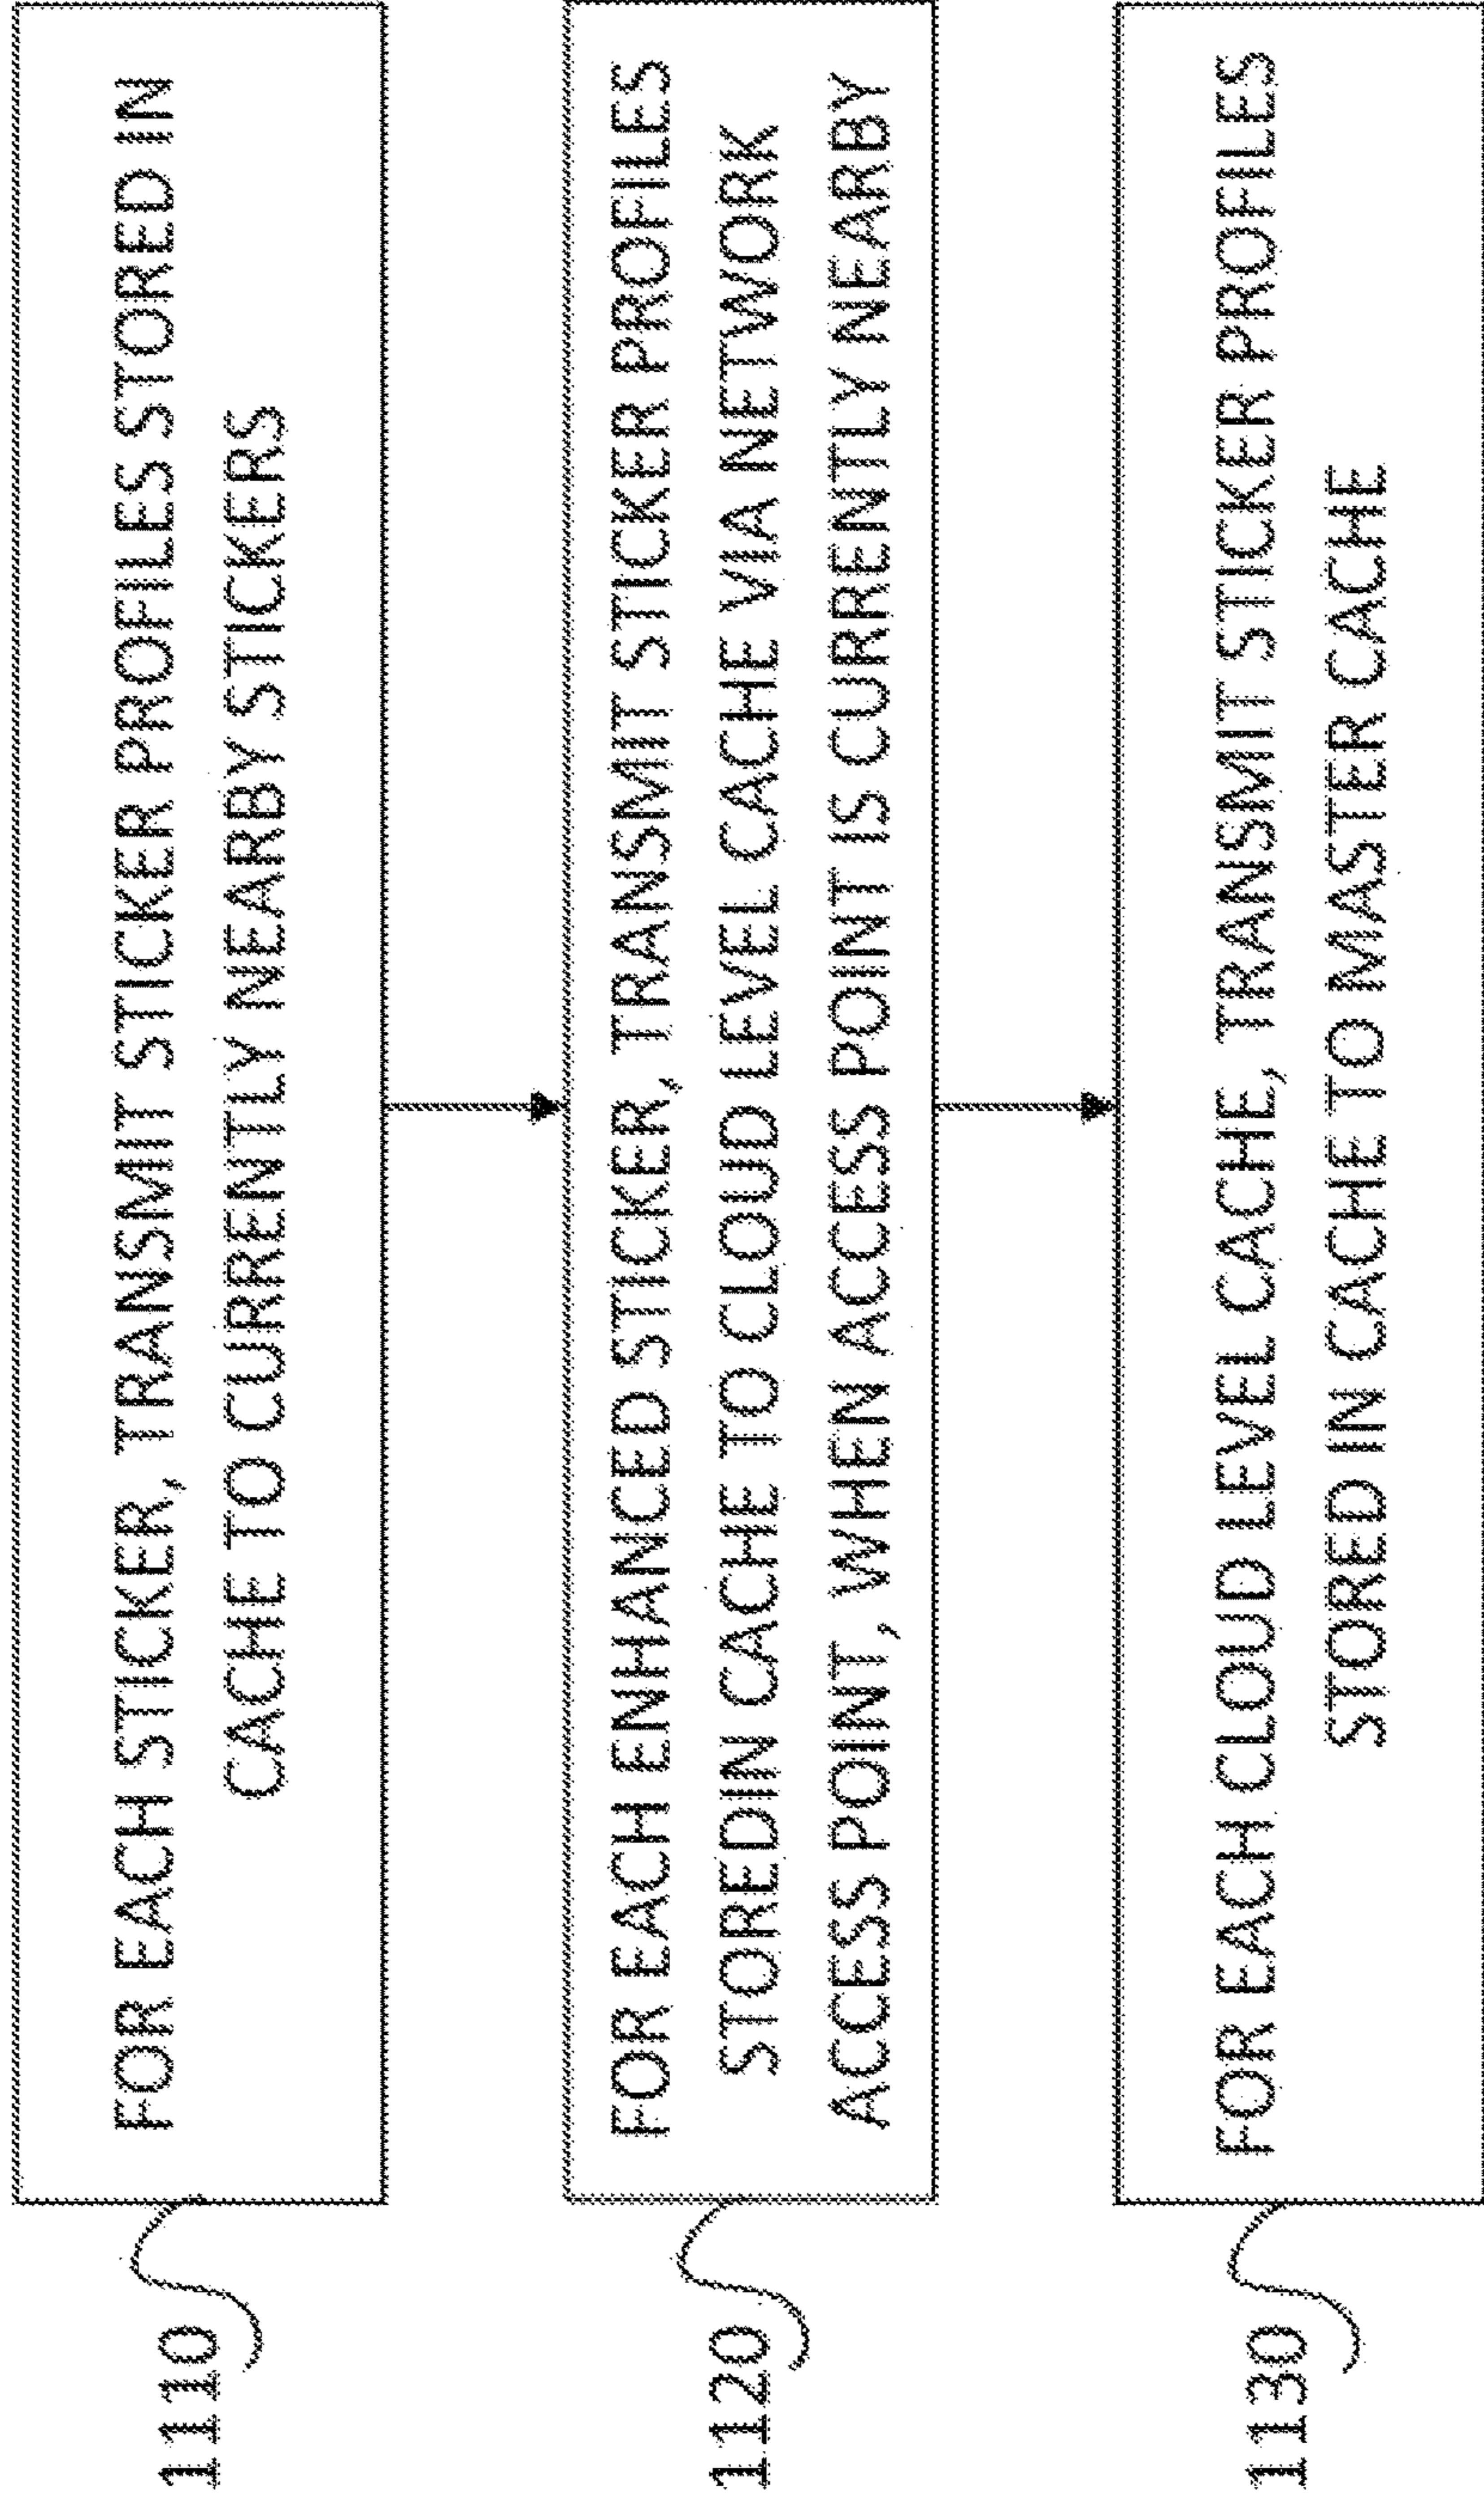 1110
FOR EACH STICKER, TRANSMIT STICKER PROFILES STORED IN
CACHE TO CURRENTLY NEARBY STICKERS
1120
FOR EACH ENHANCED STICKER, TRANSMIT STICKER PROFILES
STOREDIN CACHE TO CLOUD LEVEL CACHE VIA NETWORK
ACCESS POINT, WHEN ACCESS POINT IS CURRENTLY NEARBY
1130
FOR EACH CLOUD LEVEL CACHE, TRANSMIT STICKER PROFILES
STORED IN CACHE TO MASTER CACHE